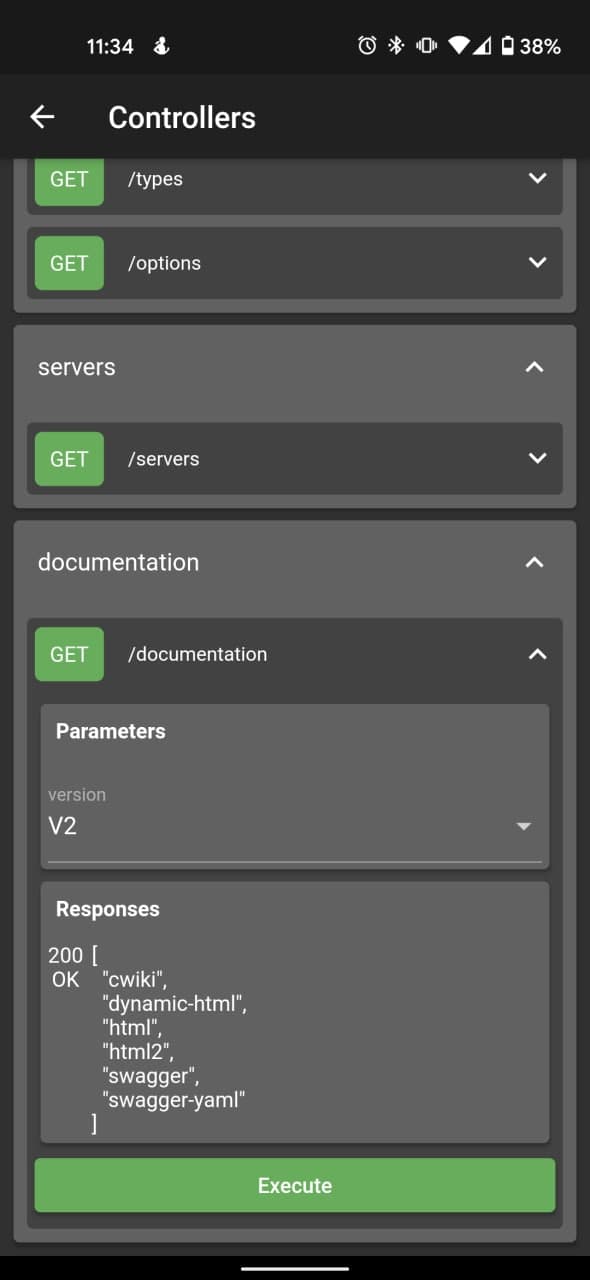 11:34
38%
Controllers
GET /types
GET /options
servers
GET /servers
documentation
GET /documentation
Parameters
version
V2
Responses
200 [
OK "cwiki",
"dynamic-html",
"html",
"html2",
"swagger",
"swagger-yaml"
]
Execute